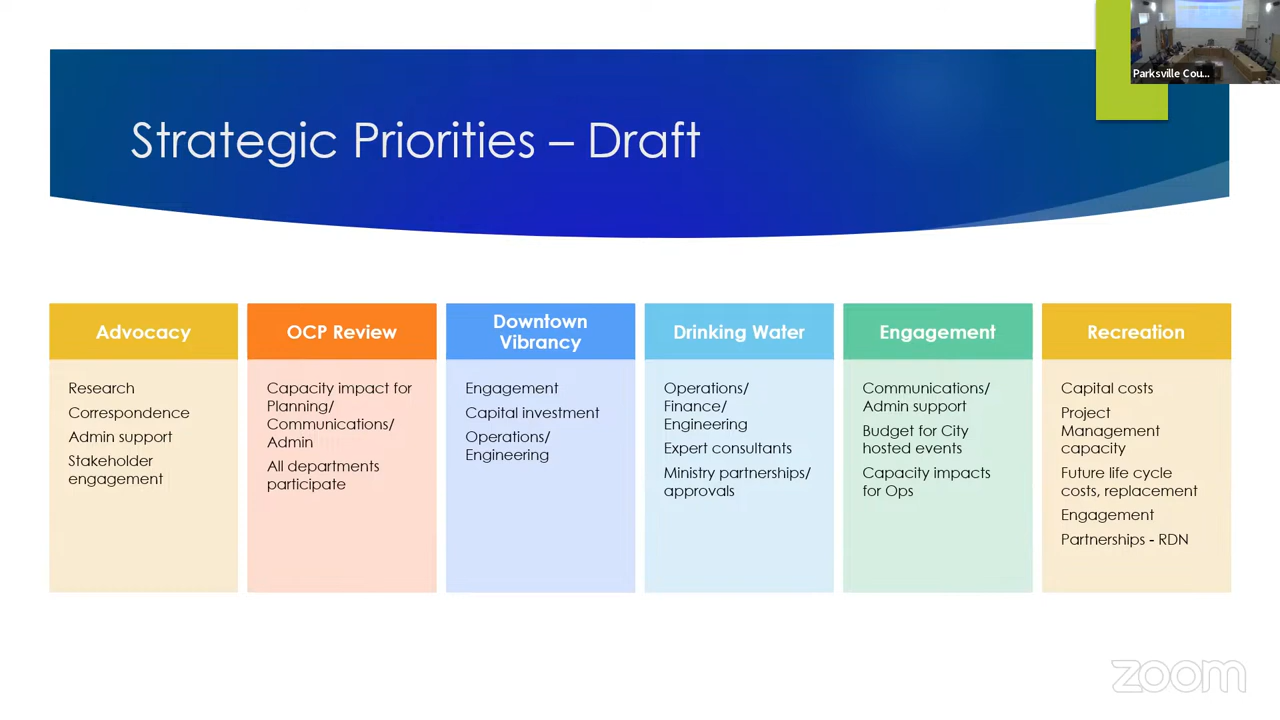 Parksville Cou...
Strategic Priorities – Draft
Advocacy
Research
Correspondence
Admin support
Stakeholder
engagement
OCP Review
Capacity impact for
Planning/
Communications/
Admin
All departments
participate
Downtown
Vibrancy
Engagement
Capital investment
Operations/
Engineering
Drinking Water
Operations/
Finance/
Engineering
Expert consultants
Ministry partnerships/
approvals
Engagement
Communications/
Admin support
Budget for City
hosted events
Capacity impacts
for Ops
Recreation
Capital costs
Project
Management
capacity
Future life cycle
costs, replacement
Engagement
Partnerships - RDN
zoom